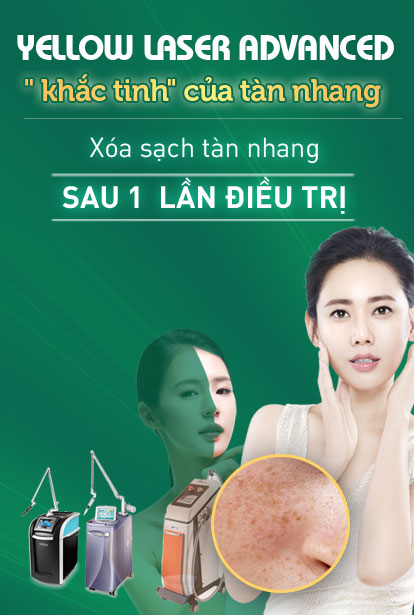 YELLOW LASER ADVANCED
" khắc tinh" của tàn nhang
Xóa sạch tàn nhang
SAU 1 LẦN ĐIỀU TRỊ